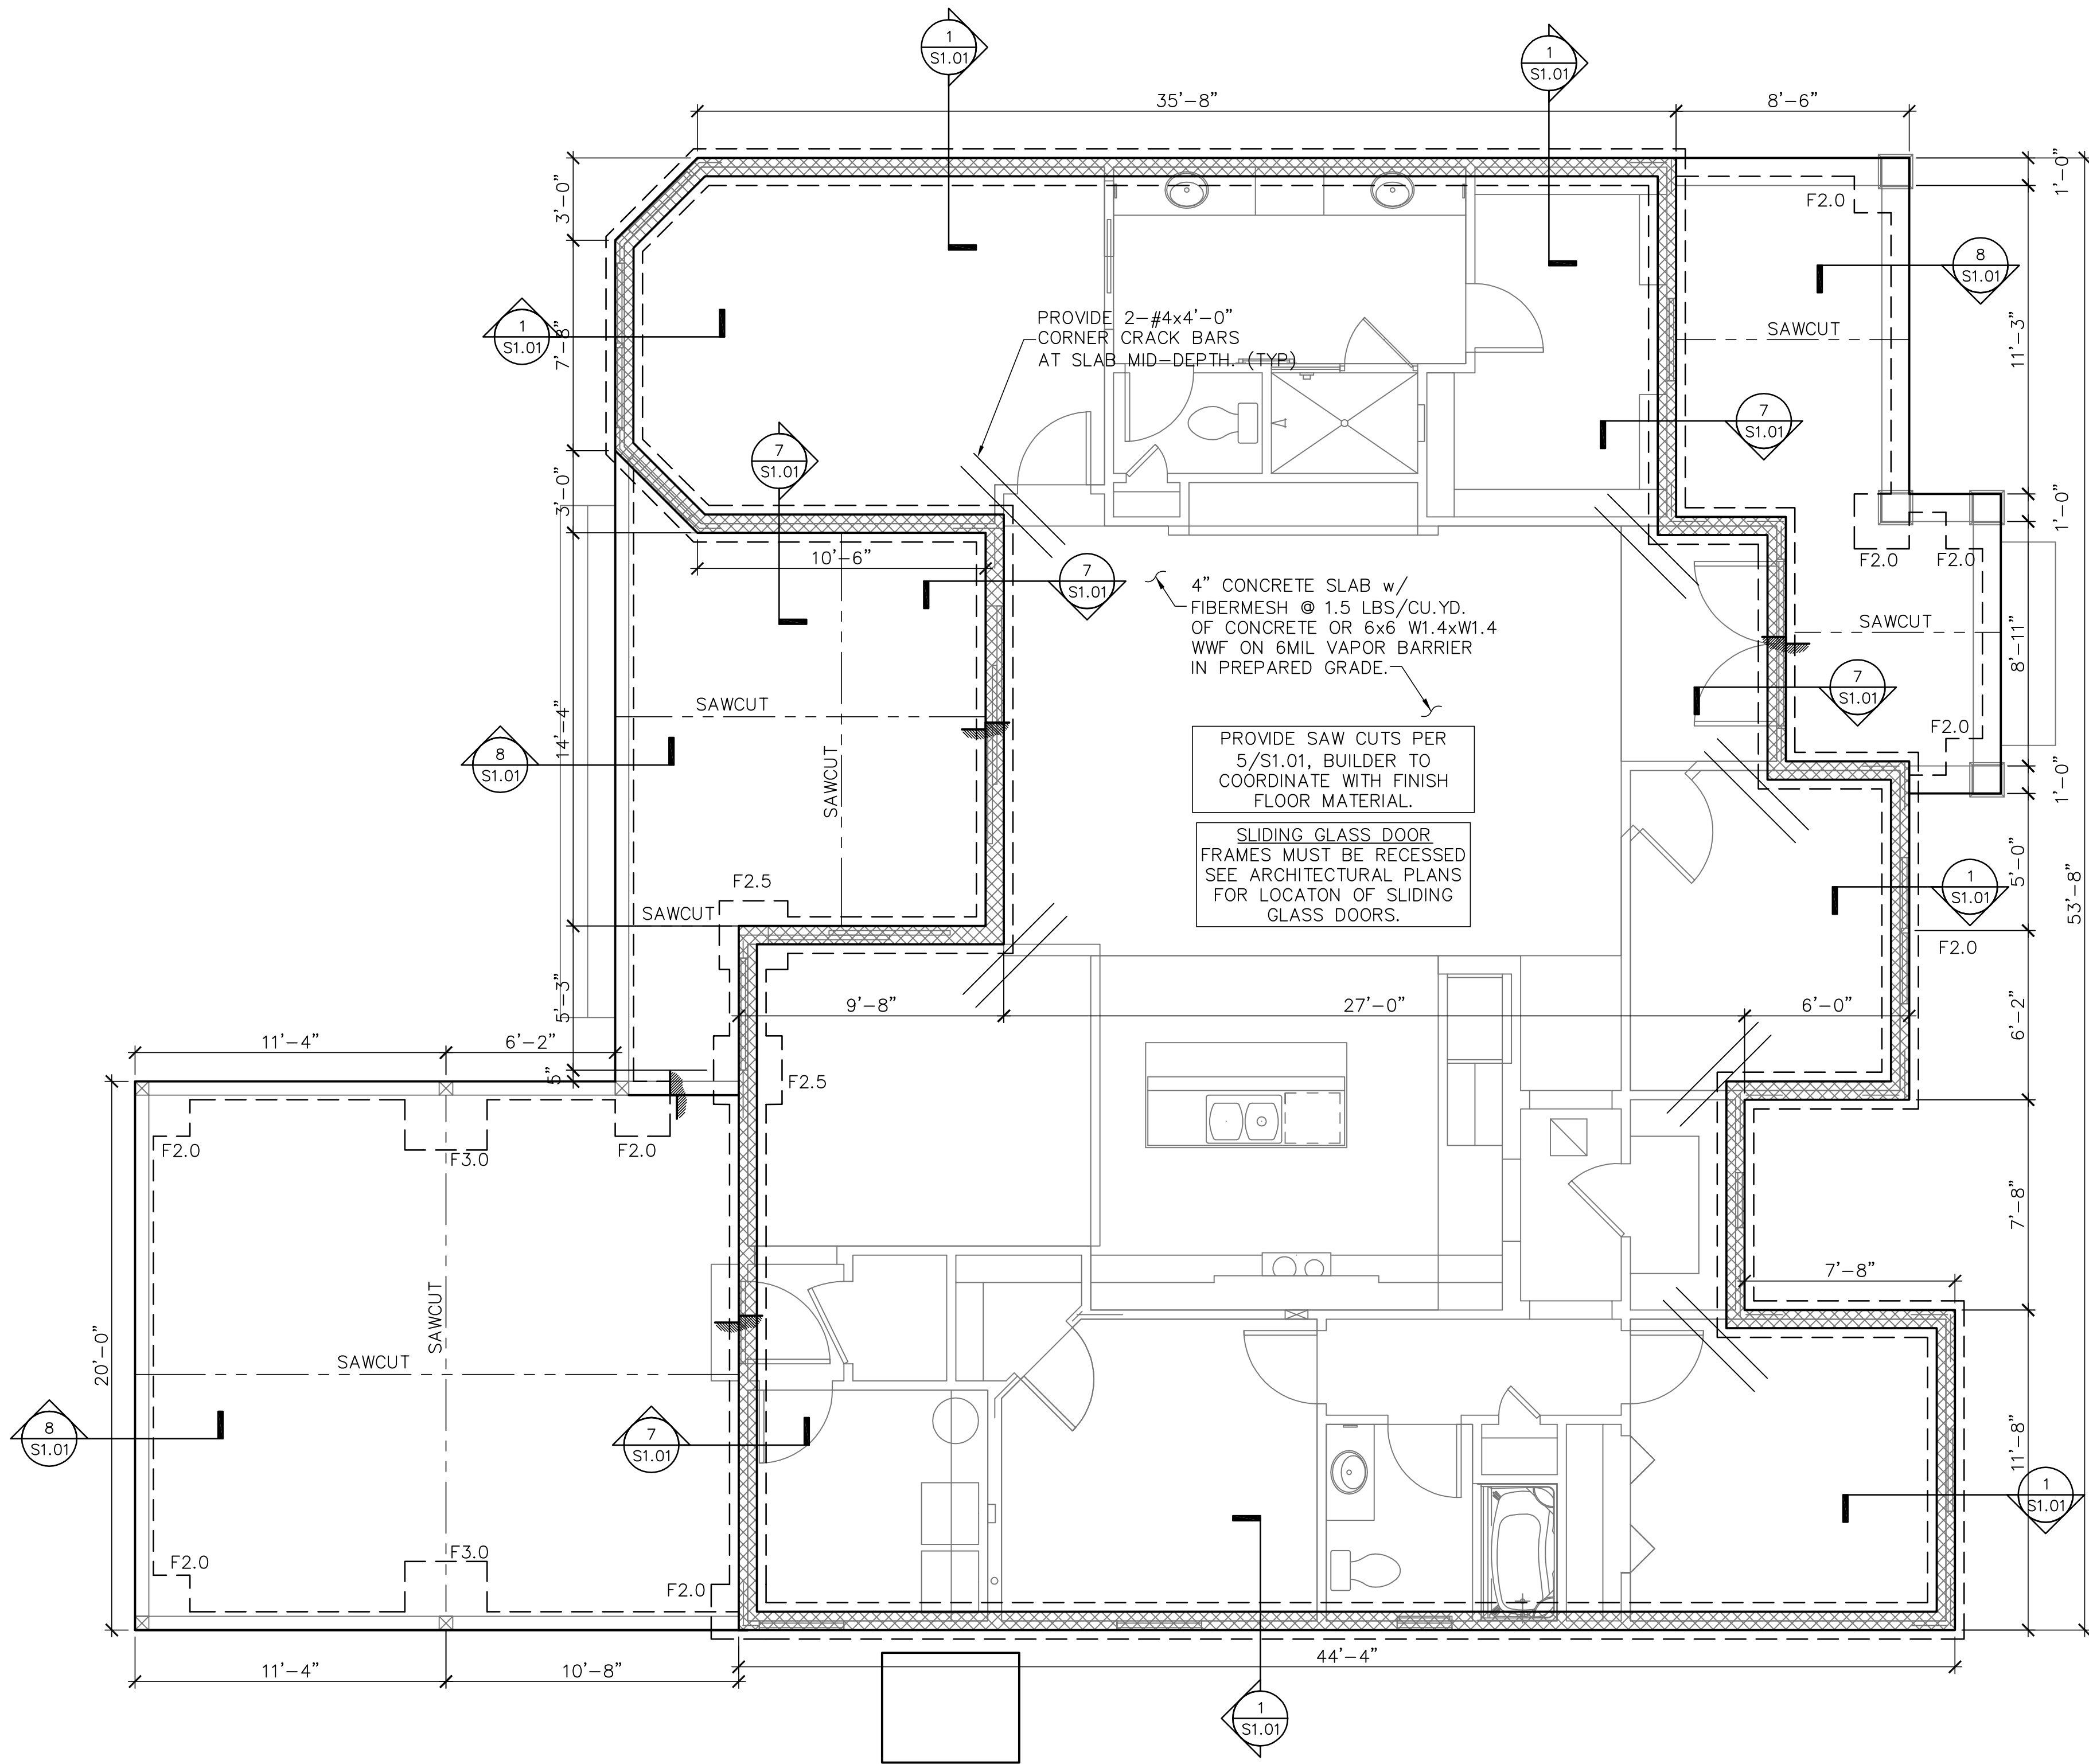 1
S1.01
1
S1.01
35'-8"
8'-6"
1'-0"
3'-0"
F2.0
8
S1.01
1
S1.01
7'-8"
PROVIDE 2-#4x4'-0"
CORNER CRACK BARS
AT SLAB MID-DEPTH. (TYP)
SAWCUT
11'-3"
7
S1.01
7
S1.01
3'-0"
1'-0"
10'-6"
7
S1.01
F2.0
F2.0
4" CONCRETE SLAB w/
FIBERMESH @ 1.5 LBS/CU.YD.
OF CONCRETE OR 6x6 W1.4xW1.4
WWF ON 6MIL VAPOR BARRIER
IN PREPARED GRADE.
SAWCUT
8'-11"
7
S1.01
SAWCUT
14'-4"
8
S1.01
SAWCUT
F2.0
PROVIDE SAW CUTS PER
5/S1.01, BUILDER TO
COORDINATE WITH FINISH
FLOOR MATERIAL.
1'-0"
SLIDING GLASS DOOR
FRAMES MUST BE RECESSED
SEE ARCHITECTURAL PLANS
FOR LOCATON OF SLIDING
GLASS DOORS.
5'-0"
53'-8"
1
S1.01
F2.5
SAWCUT
F2.0
5'-3"
9'-8"
27'-0"
6'-0"
6'-2"
11'-4"
6'-2"
5"
F2.5
F2.0
F3.0
F2.0
7'-8"
7'-8"
20'-0"
SAWCUT
SAWCUT
8
S1.01
7
S1.01
11'-8"
1
S1.01
F2.0
F3.0
F2.0
11'-4"
10'-8"
44'-4"
1
S1.01